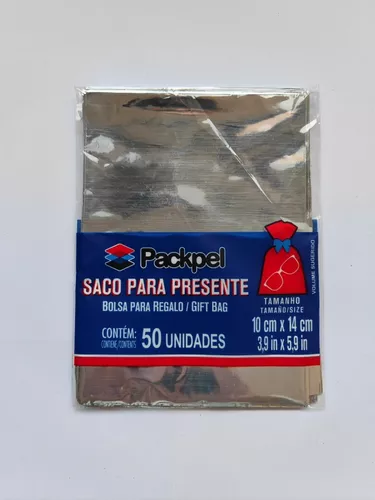 Packpel
SACO PARA PRESENTE
BOLSA PARA REGALO / GIFT BAG
CONTÉM:
CONTIENE/CONTENTS
50 UNIDADES
VOLUME SUGERIDO
TAMANHO
TAMAÑO/SIZE
10 cm x 14 cm
3,9 in x 5,9 in